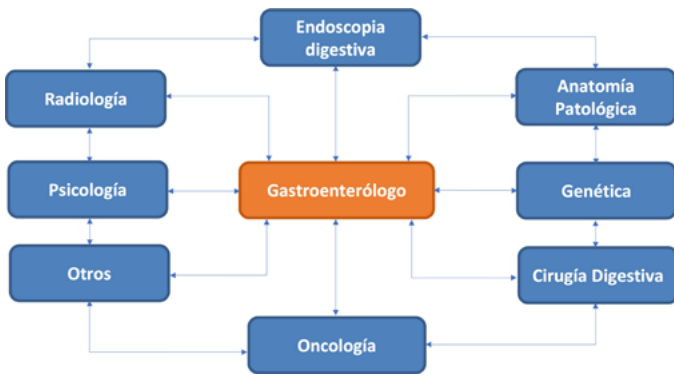 Endoscopia
digestiva
Radiología
Anatomía
Patológica
Psicología
Gastroenterólogo
Genética
Otros
Cirugía Digestiva
Oncología